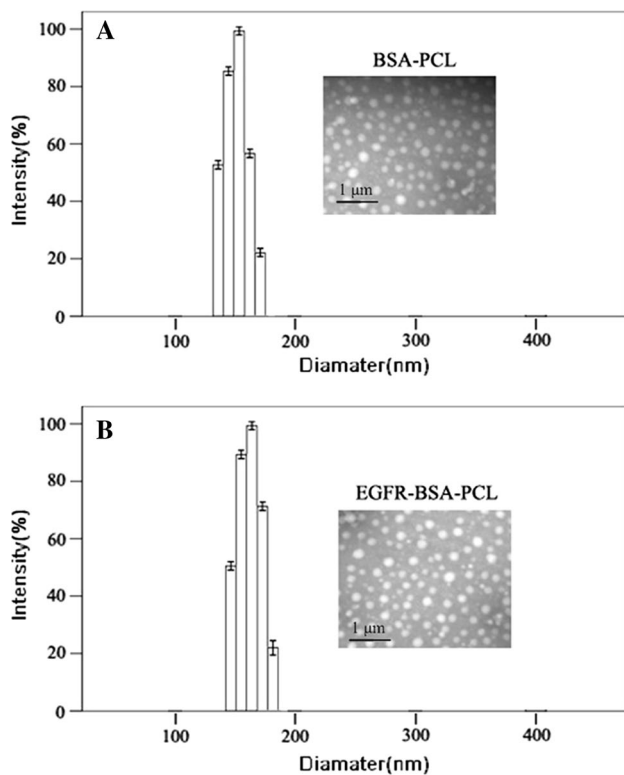 A
BSA-PCL
1 μm
Intensity(%)
100
80
60
40
20
0
100 200 300 400
Diamater(nm)
B
EGFR-BSA-PCL
1 μm
Intensity(%)
100
80
60
40
20
0
100 200 300 400
Diamater(nm)